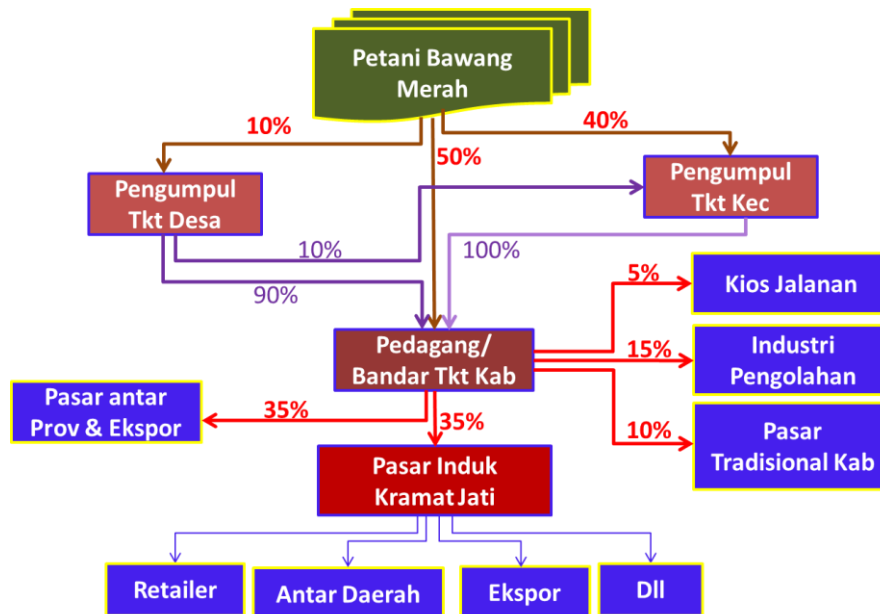 Petani Bawang
Merah
10%
40%
50%
Pengumpul
Tkt Desa
Pengumpul
Tkt Kec
10%
100%
90%
5%
Kios Jalanan
Pedagang/
Bandar Tkt Kab
15%
Industri
Pengolahan
Pasar antar
Prov & Ekspor
35%
35%
10%
Pasar
Tradisional Kab
Pasar Induk
Kramat Jati
Retailer
Antar Daerah
Ekspor
Dll